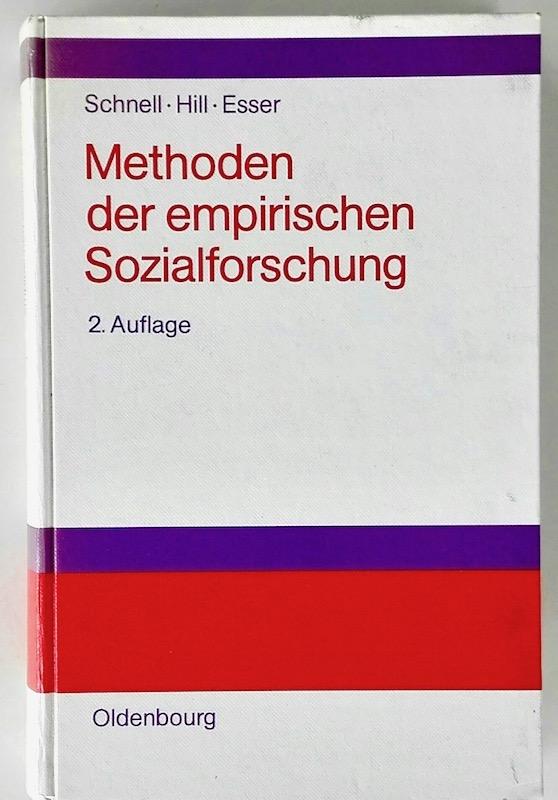 Schnell · Hill · Esser
Methoden
der empirischen
Sozialforschung
2. Auflage
Oldenbourg